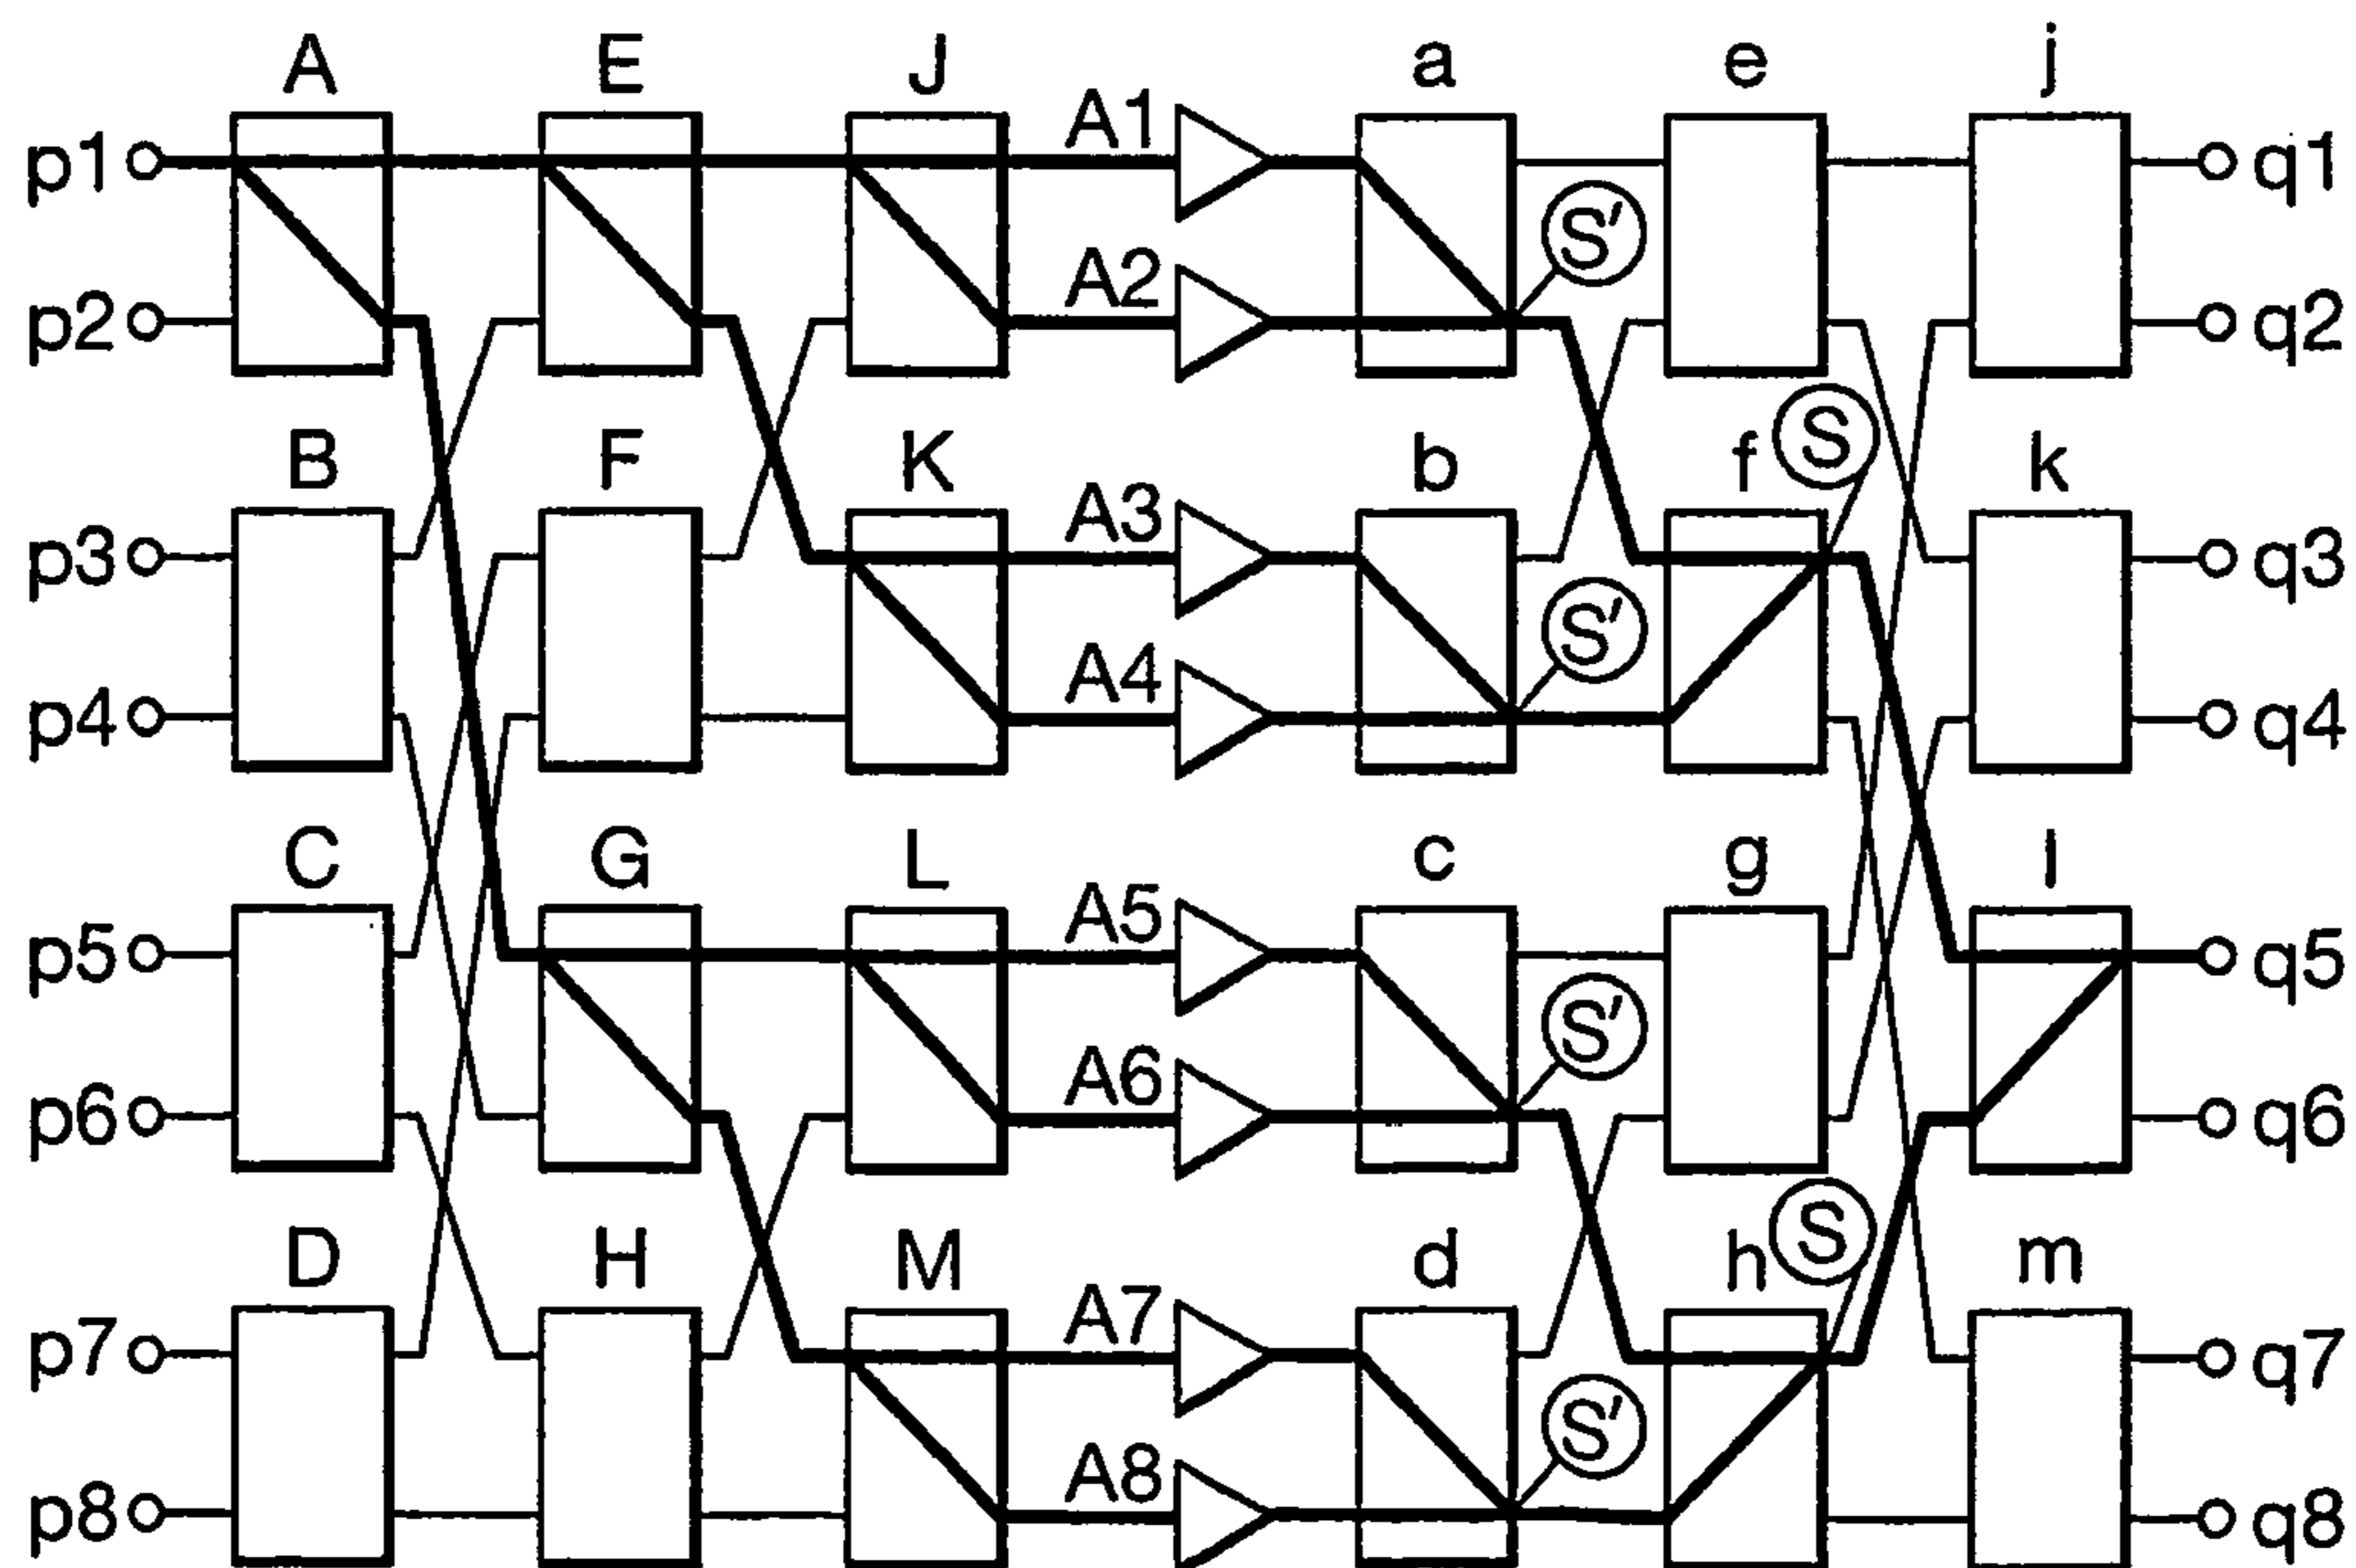 A E J a e j
A1
p1 q1
S'
A2
p2 q2
S
B F K b f k
A3
p3 q3
S'
A4
p4 q4
C G L c g l
A5
p5 q5
S'
A6
p6 q6
S
D H M d h m
A7
p7 q7
S'
A8
p8 q8